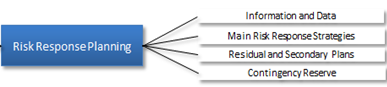 Risk Response Planning
Information and Data
Main Risk Response Strategies
Residual and Secondary Plans
Contingency Reserve